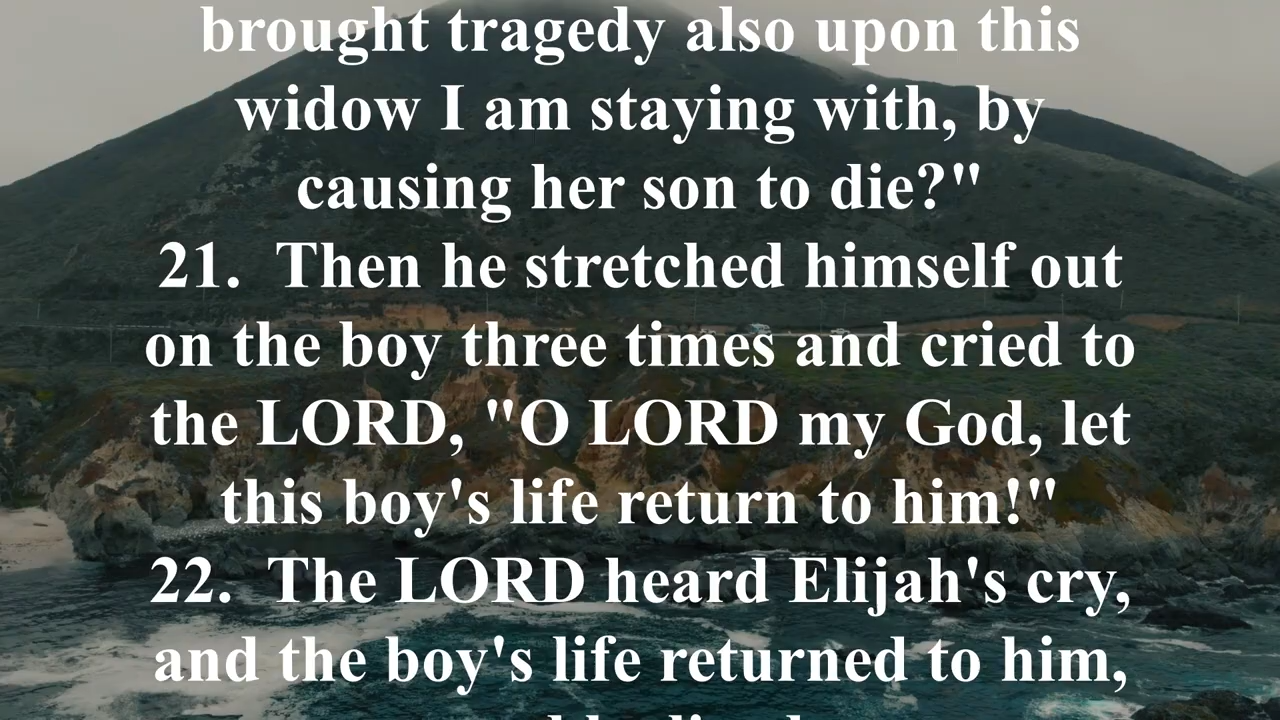 brought tragedy also upon this
widow I am staying with, by
causing her son to die?"
21.  Then he stretched himself out
on the boy three times and cried to
the LORD, "O LORD my God, let
this boy's life return to him!"
22.  The LORD heard Elijah's cry,
and the boy's life returned to him,